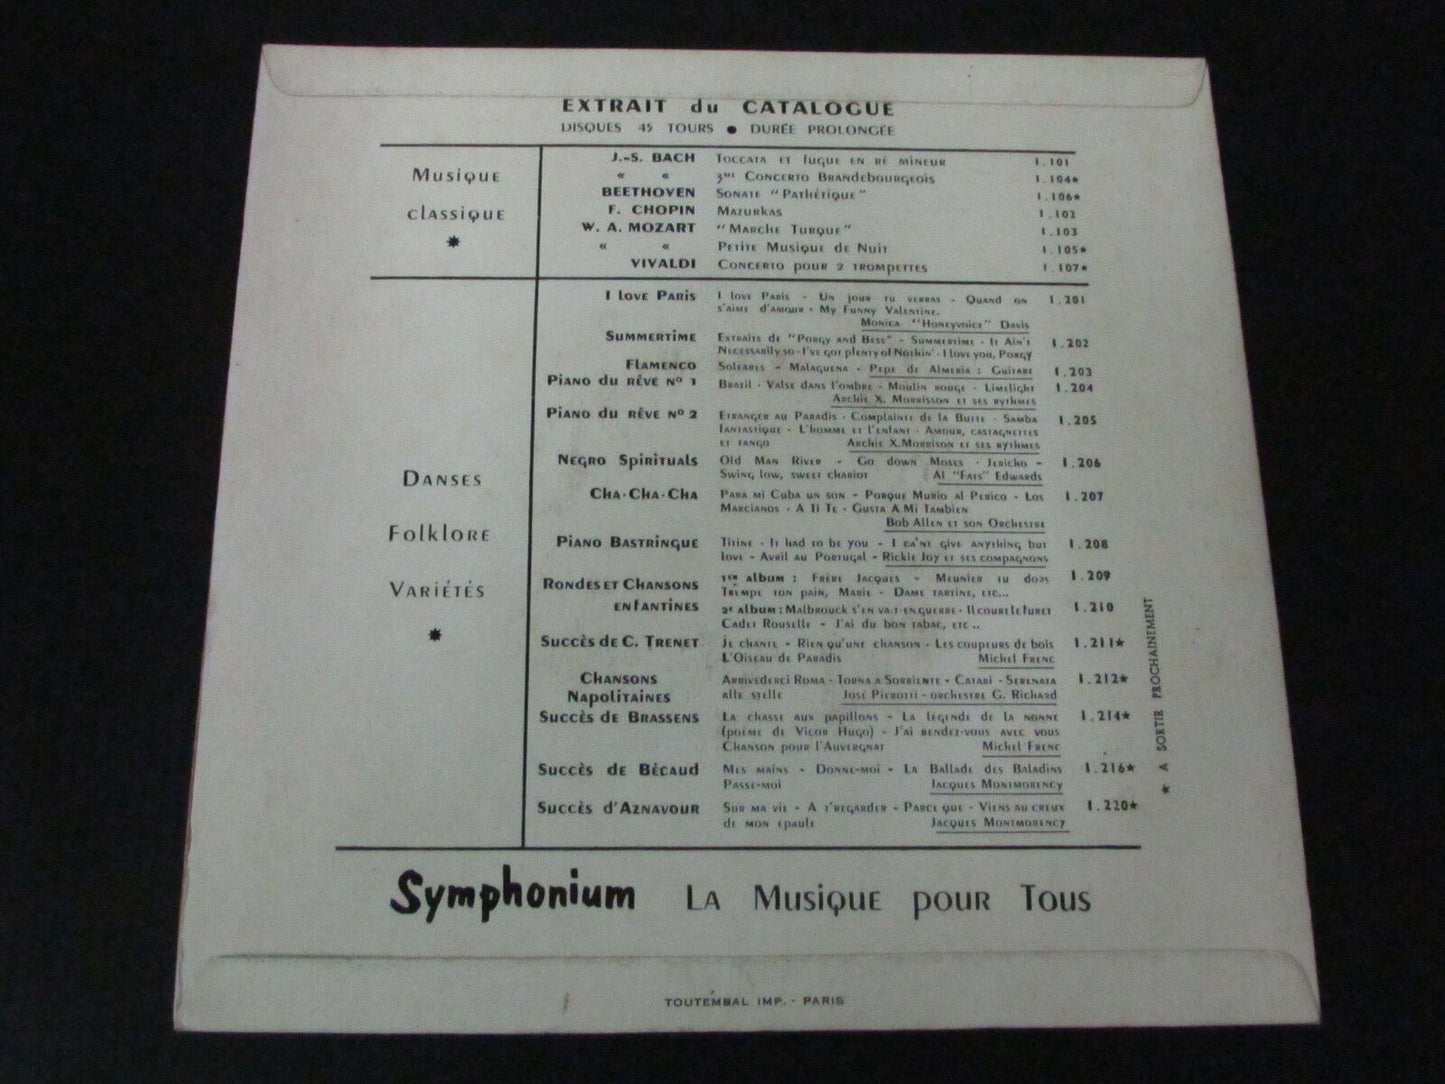 EXTRAIT du CATALOGUE
DISQUES 45 TOURS ● DURÉE PROLONGÉE
Musique
classique
J.-S. BACH Toccata et fugue en ré mineur 1.101
« « 3me Concerto Brandebourgeois 1.104★
BEETHOVEN Sonate "Pathétique" 1.106★
F. CHOPIN Mazurkas 1.102
W. A. MOZART "Marche Turque" 1.103
« « Petite Musique de Nuit 1.105★
VIVALDI Concerto pour 2 trompettes 1.107★
Danses
Folklore
Variétés
I love Paris I love Paris - Un jour tu verras - Quand on 1.201
s'aime d'amour - My Funny Valentine.
Monica "Honeyvoice" Davis
Summertime Extraits de "Porgy and Bess" - Summertime - It Ain't 1.202
Necessarily so - I've got plenty of Notkin' - I love you, Porgy
Flamenco Soleares - Malaguena - Pepe de Almeria : Guitare 1.203
Piano du rêve No 1 Brazil - Valse dans l'ombre - Moulin rouge - Limelight 1.204
Archie X. Morrisson et ses rythmes
Piano du rêve No 2 Etranger au Paradis - Complainte de la Butte - Samba 1.205
fantastique - L'homme et l'enfant - Amour, castagnettes
et tango Archie X. Morrison et ses rythmes
Negro Spirituals Old Man River - Go down Moses - Jericho - 1.206
Swing low, sweet chariot Al "Fats" Edwards
Cha-Cha-Cha Para mi Cuba un son - Porque Murio al Perico - Los 1.207
Marcianos - A Ti Te - Gusta A Mi Tambien
Bob Allen et son Orchestre
Piano Bastringue Titine - It had to be you - I ca'nt give anything but 1.208
love - Avril au Portugal - Rickie Joy et ses compagnons
Rondes et Chansons 1er album : Frère Jacques - Meunier tu dors 1.209
Trempe ton pain, Marie - Dame tartine, etc...
enfantines 2e album : Malbrouck s'en va-t-en guerre - Il court le furet 1.210
Cadet Rouselle - J'ai du bon tabac, etc..
Succès de C. Trenet Je chante - Rien qu'une chanson - Les coupeurs de bois 1.211★
L'Oiseau de Paradis Michel Frenc
Chansons Arrivederci Roma - Torna a Sorriente - Catari - Serenata 1.212★
Napolitaines alle stelle José Pierotti - orchestre G. Richard
Succès de Brassens La chasse aux papillons - La légende de la nonne 1.214★
(poème de Vicor Hugo) - J'ai rendez-vous avec vous
Chanson pour l'Auvergnat Michel Frenc
Succès de Bécaud Mes mains - Donne-moi - La Ballade des Baladins 1.216★
Passe-moi Jacques Montmorency
Succès d'Aznavour Sur ma vie - A t'regarder - Parce que - Viens au creux 1.220★
de mon epaule Jacques Montmorency
★ A SORTIR PROCHAINEMENT
Symphonium La Musique pour Tous
TOUTEMBAL IMP. - PARIS